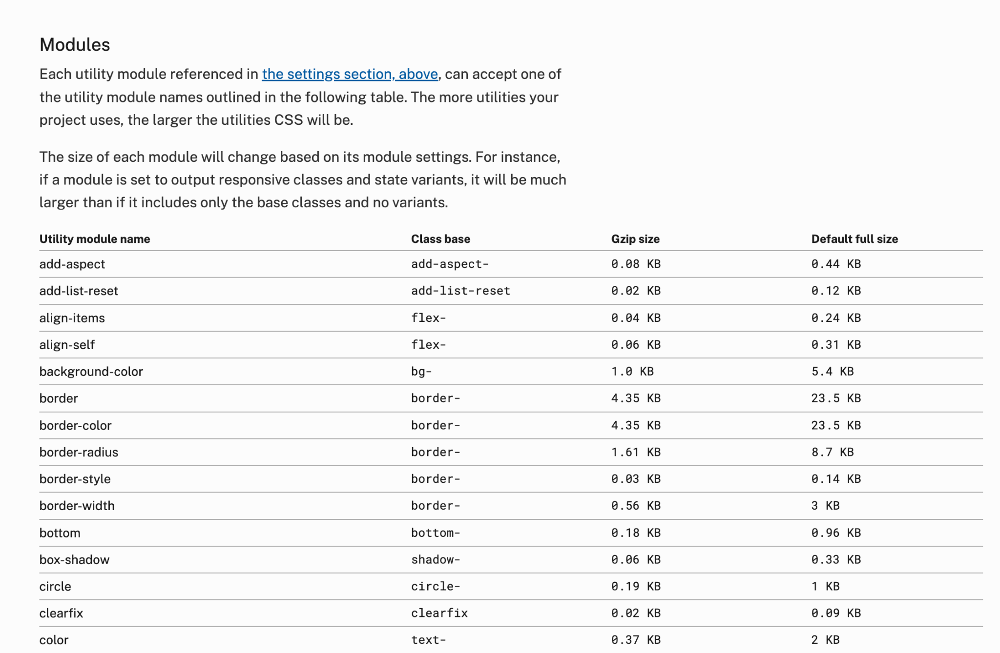 Modules
Each utility module referenced in the settings section, above, can accept one of
the utility module names outlined in the following table. The more utilities your
project uses, the larger the utilities CSS will be.
The size of each module will change based on its module settings. For instance,
if a module is set to output responsive classes and state variants, it will be much
larger than if it includes only the base classes and no variants.
Utility module name Class base Gzip size Default full size
add-aspect add-aspect- 0.08 KB 0.44 KB
add-list-reset add-list-reset 0.02 KB 0.12 KB
align-items flex- 0.04 KB 0.24 KB
align-self flex- 0.06 KB 0.31 KB
background-color bg- 1.0 KB 5.4 KB
border border- 4.35 KB 23.5 KB
border-color border- 4.35 KB 23.5 KB
border-radius border- 1.61 KB 8.7 KB
border-style border- 0.03 KB 0.14 KB
border-width border- 0.56 KB 3 KB
bottom bottom- 0.18 KB 0.96 KB
box-shadow shadow- 0.06 KB 0.33 KB
circle circle- 0.19 KB 1 KB
clearfix clearfix 0.02 KB 0.09 KB
color text- 0.37 KB 2 KB